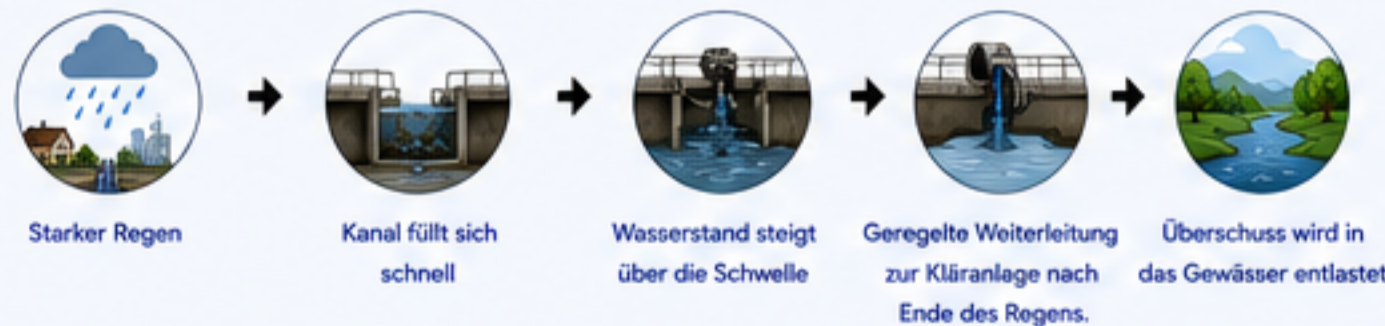 Starker Regen
Kanal füllt sich
schnell
Wasserstand steigt
über die Schwelle
Geregelte Weiterleitung
zur Kläranlage nach
Ende des Regens.
Überschuss wird in
das Gewässer entlastet